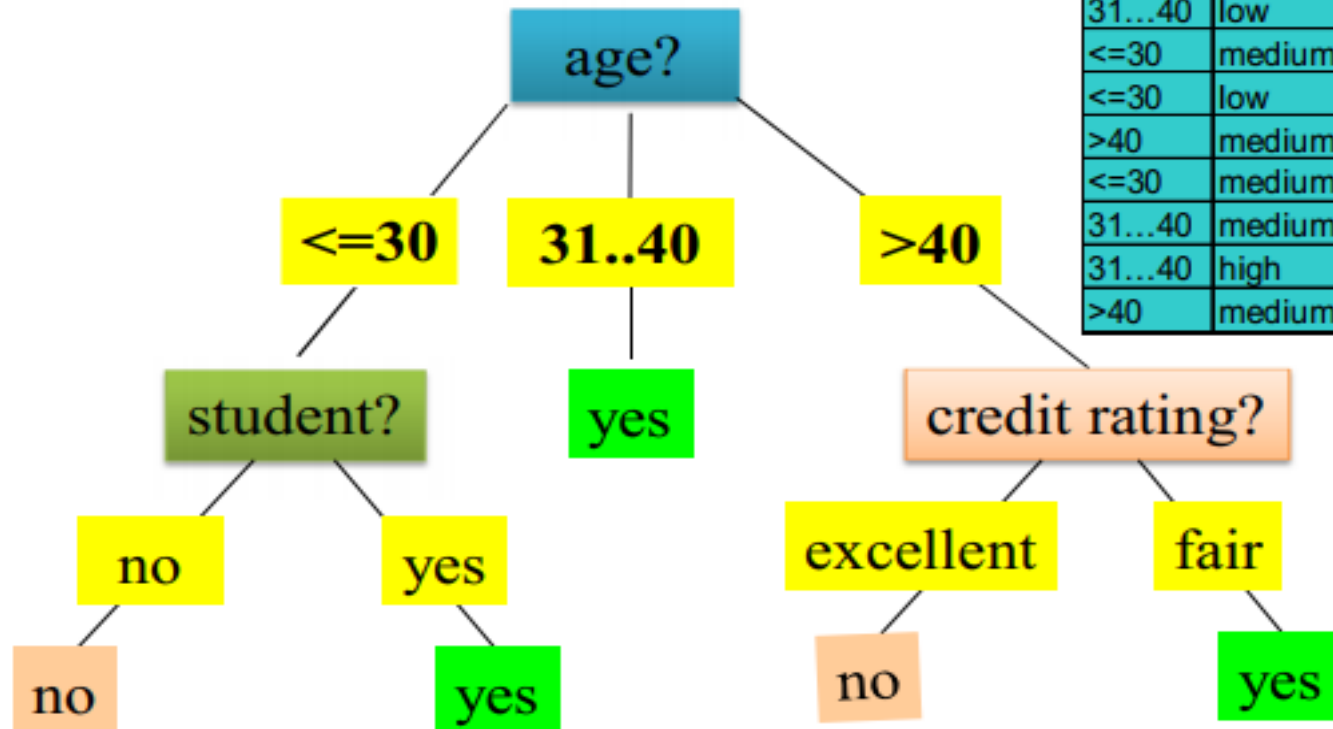 age?
31...40 low
<=30 medium
<=30 low
>40 medium
<=30 medium
31...40 medium
31...40 high
>40 medium
<=30 31..40 >40
student? yes credit rating?
no yes excellent fair
no yes no yes